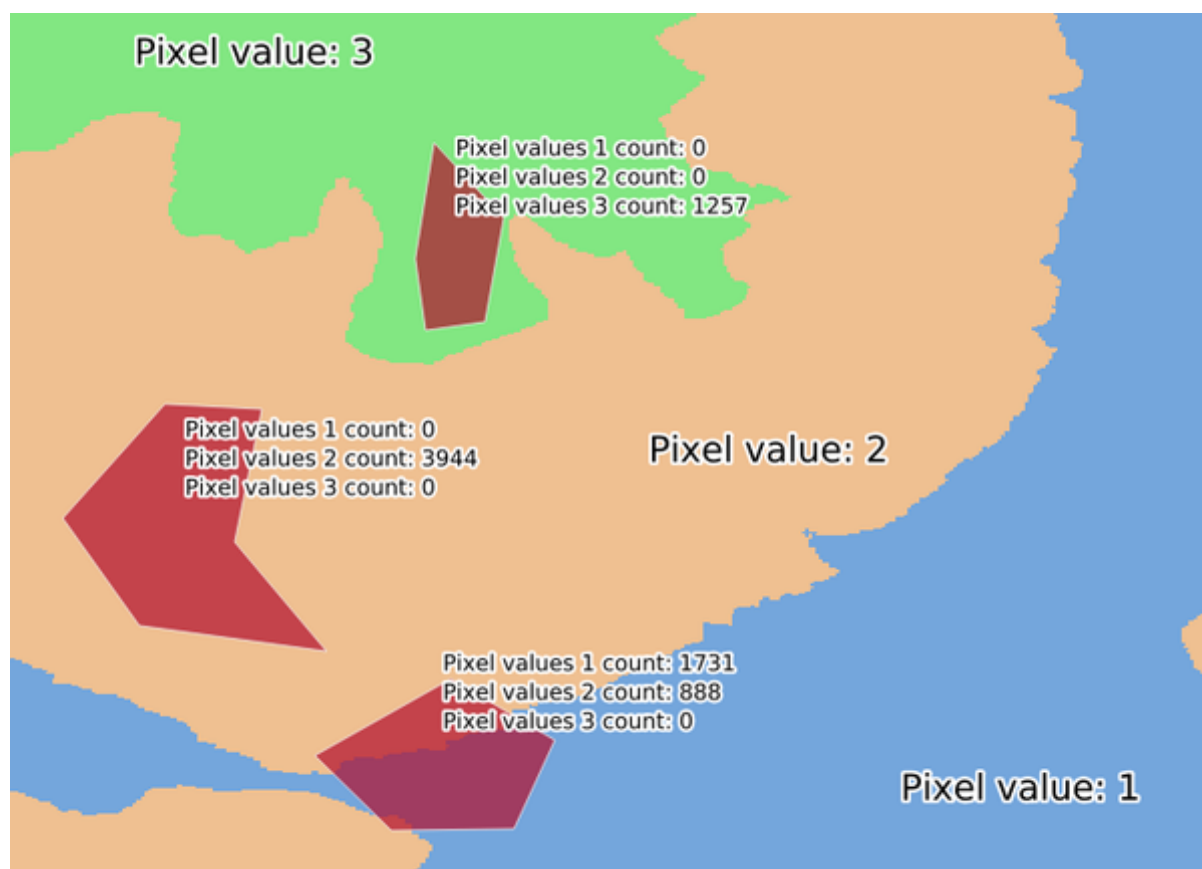 Pixel value: 3
Pixel values 1 count: 0
Pixel values 2 count: 0
Pixel values 3 count: 1257
Pixel values 1 count: 0
Pixel values 2 count: 3944
Pixel values 3 count: 0
Pixel value: 2
Pixel values 1 count: 1731
Pixel values 2 count: 888
Pixel values 3 count: 0
Pixel value: 1